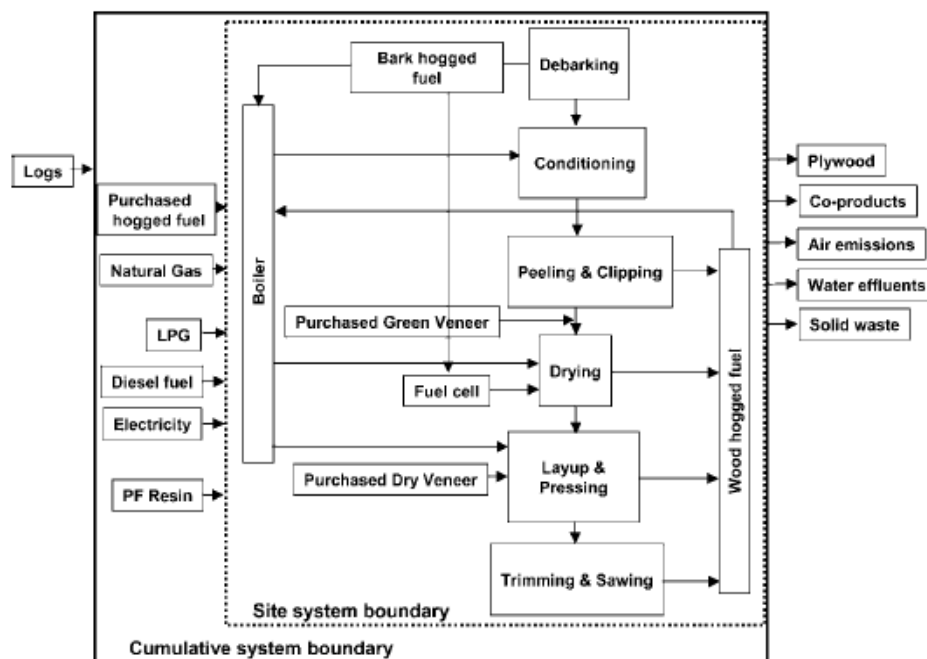 Bark hogged
fuel
Debarking
Logs
Conditioning
Plywood
Purchased
hogged fuel
Co-products
Boiler
Peeling & Clipping
Air emissions
Natural Gas
Water effluents
Purchased Green Veneer
LPG
Solid waste
Drying
Wood hogged fuel
Diesel fuel
Fuel cell
Electricity
Layup &
Pressing
Purchased Dry Veneer
PF Resin
Trimming & Sawing
Site system boundary
Cumulative system boundary